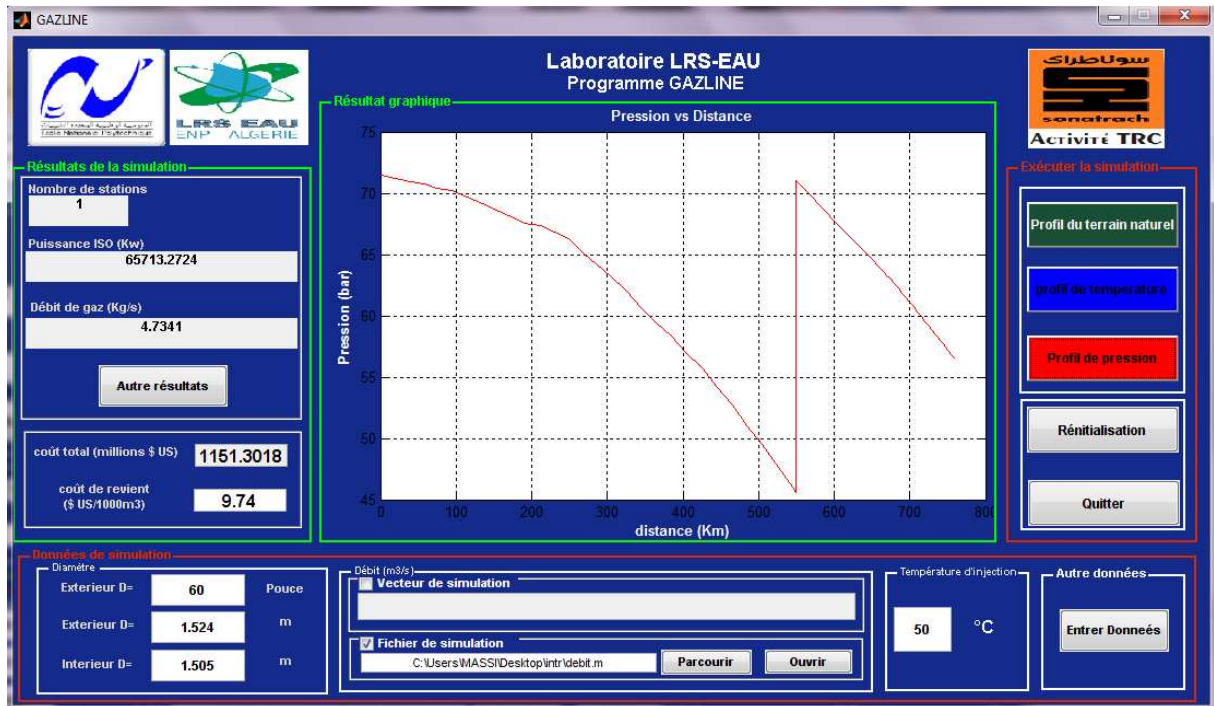 GAZLINE
Laboratoire LRS-EAU
Programme GAZLINE
LRS EAU
ENP ALGERIE
سوناطراك
sonatrach
ACTIVITÉ TRC
Résultat graphique
Pression vs Distance
75
70
65
60
55
50
45
Pression (bar)
0 100 200 300 400 500 600 700 800
distance (Km)
Résultats de la simulation
Nombre de stations
1
Puissance ISO (Kw)
65713.2724
Débit de gaz (Kg/s)
4.7341
Autre résultats
coût total (millions $ US) 1151.3018
coût de revient
($ US/1000m3) 9.74
Exécuter la simulation
Profil du terrain naturel
profil de temperature
Profil de pression
Rénitialisation
Quitter
Données de simulation
Diamétre
Exterieur D= 60 Pouce
Exterieur D= 1.524 m
Interieur D= 1.505 m
Débit (m3/s)
Vecteur de simulation
Fichier de simulation
C:\Users\MASSI\Desktop\intr\debit.m Parcourir Ouvrir
Température d'injection
50 °C
Autre données
Entrer Donneés